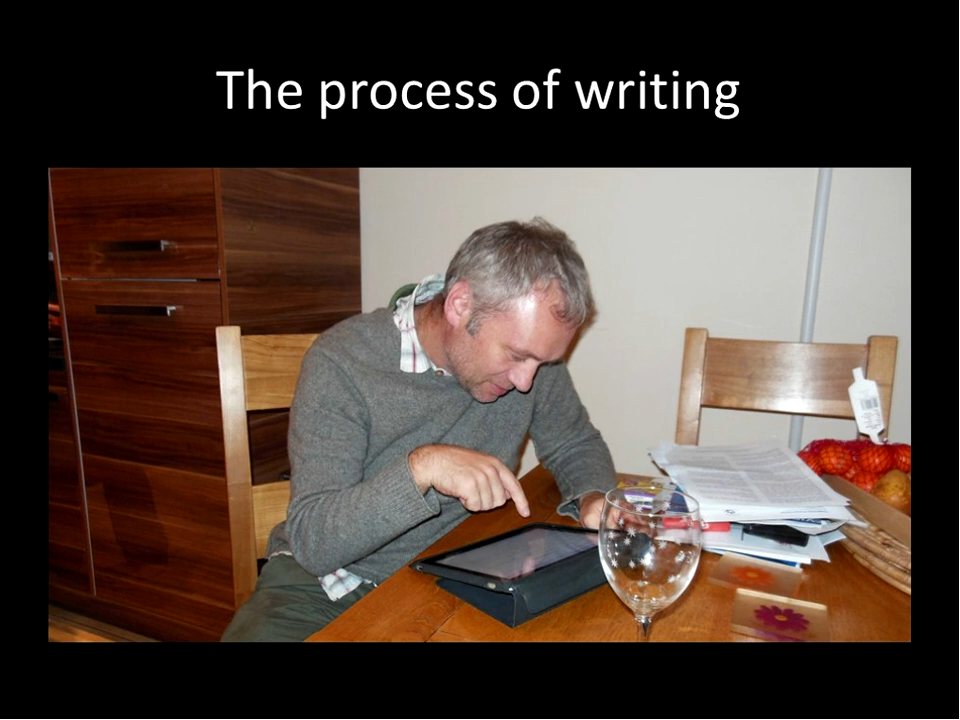 The process of writing